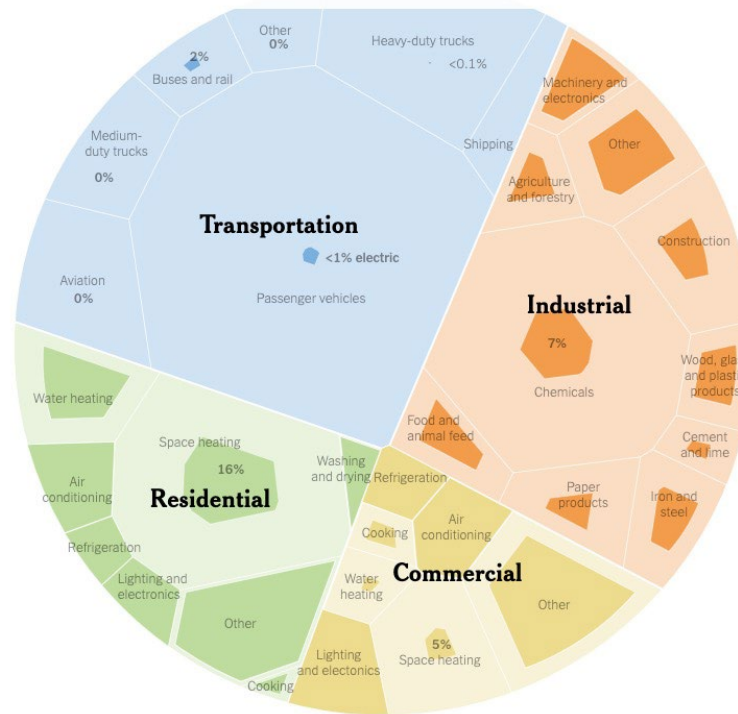 Other
0%
Heavy-duty trucks
<0.1%
2%
Buses and rail
Medium-
duty trucks
0%
Shipping
Transportation
<1% electric
Passenger vehicles
Aviation
0%
Machinery and
electronics
Other
Agriculture
and forestry
Construction
Industrial
7%
Chemicals
Wood,
and
products
Food and
animal feed
Cement
and lime
Paper
products
Iron and
steel
Water heating
Space heating
16%
Washing
and drying
Air
conditioning
Residential
Refrigeration
Lighting and
electronics
Other
Cooking
Refrigeration
Air
conditioning
Cooking
Commercial
Water
heating
Other
5%
Space heating
Lighting
and electonics